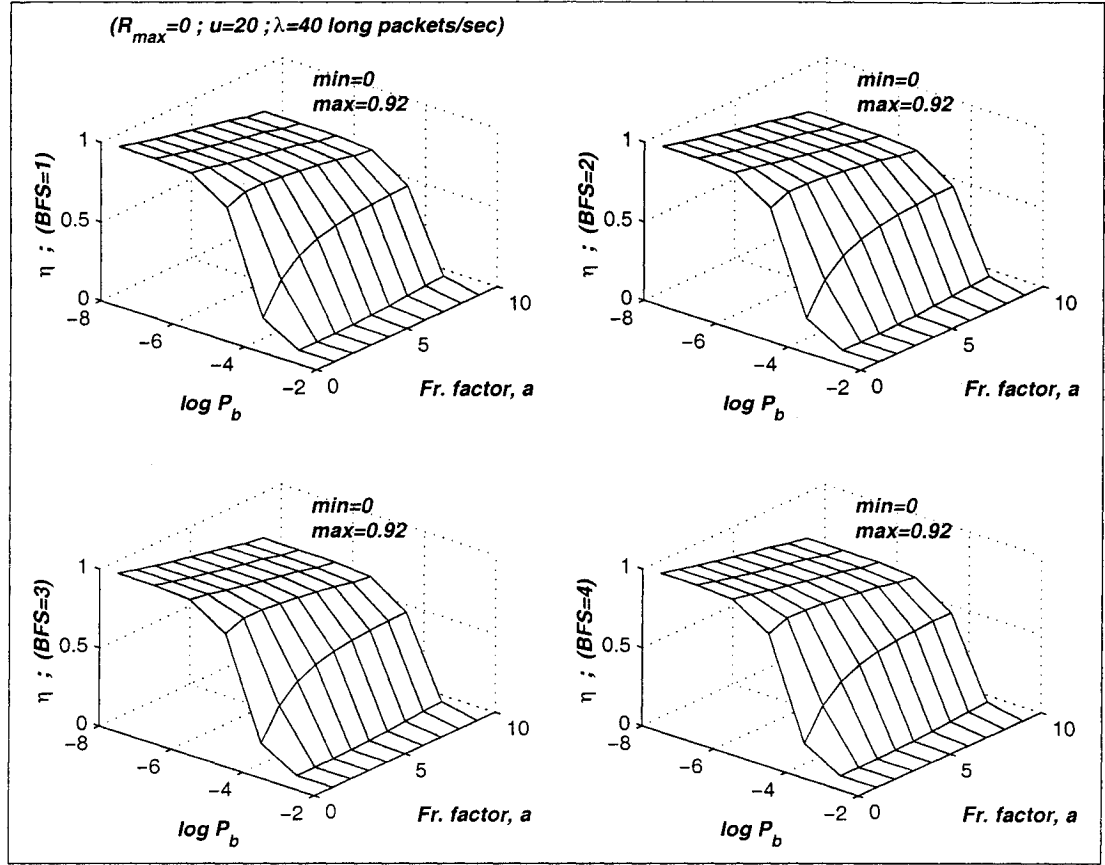 (R_max=0 ; u=20 ; λ=40 long packets/sec)
min=0
max=0.92
1
0.5
0
η ; (BFS=1)
-8
-6
-4
-2
log P_b
0
5
10
Fr. factor, a
min=0
max=0.92
1
0.5
0
η ; (BFS=2)
-8
-6
-4
-2
log P_b
0
5
10
Fr. factor, a
min=0
max=0.92
1
0.5
0
η ; (BFS=3)
-8
-6
-4
-2
log P_b
0
5
10
Fr. factor, a
min=0
max=0.92
1
0.5
0
η ; (BFS=4)
-8
-6
-4
-2
log P_b
0
5
10
Fr. factor, a